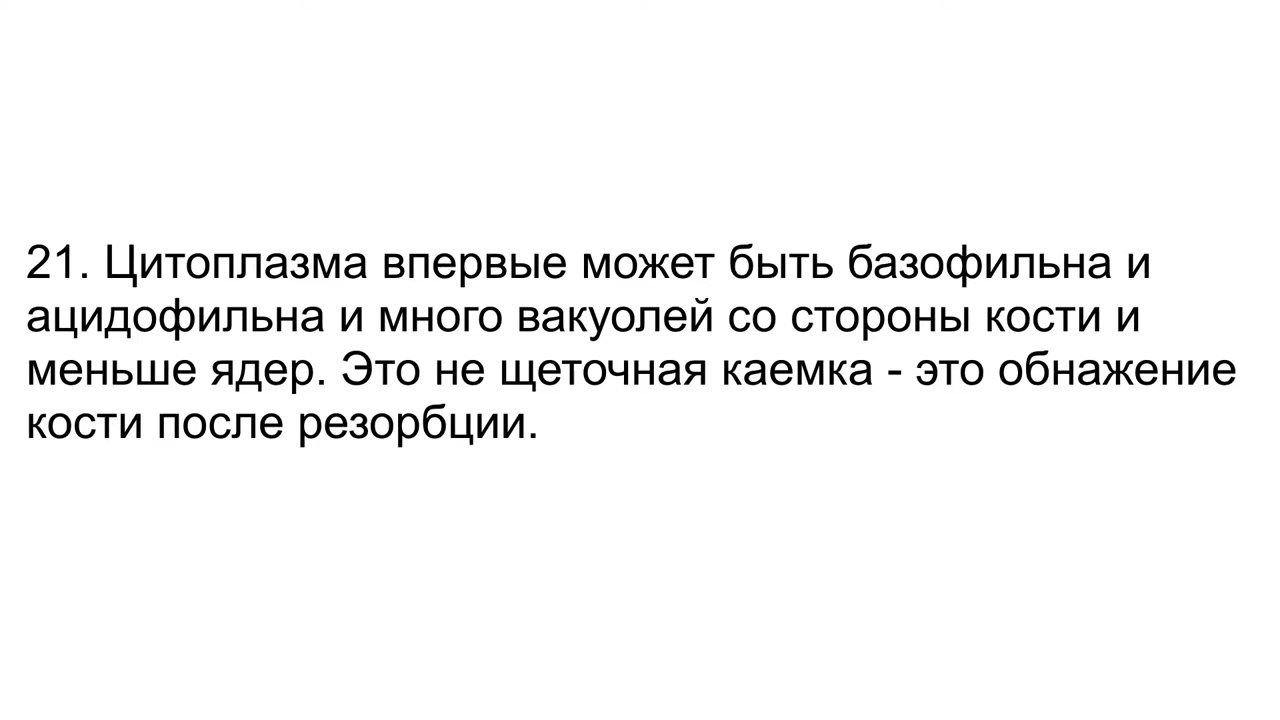 21. Цитоплазма впервые может быть базофильна и
ацидофильна и много вакуолей со стороны кости и
меньше ядер. Это не щеточная каемка - это обнажение
кости после резорбции.